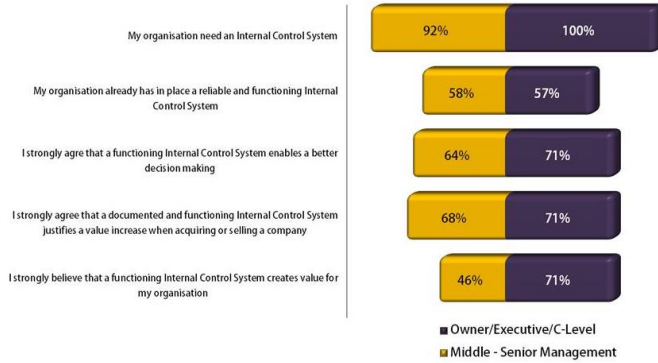 My organisation need an Internal Control System
92%
100%
My organisation already has in place a reliable and functioning Internal
Control System
58%
57%
I strongly agre that a functioning Internal Control System enables a better
decision making
64%
71%
I strongly agree that a documented and functioning Internal Control System
justifies a value increase when acquiring or selling a company
68%
71%
I strongly believe that a functioning Internal Control System creates value for
my organisation
46%
71%
Owner/Executive/C-Level
Middle - Senior Management